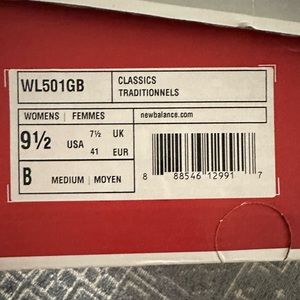 WL501GB
CLASSICS
TRADITIONNELS
WOMENS | FEMMES
newbalance.com
9½ USA
7½ UK
41 EUR
B MEDIUM | MOYEN
8 88546 12991 7